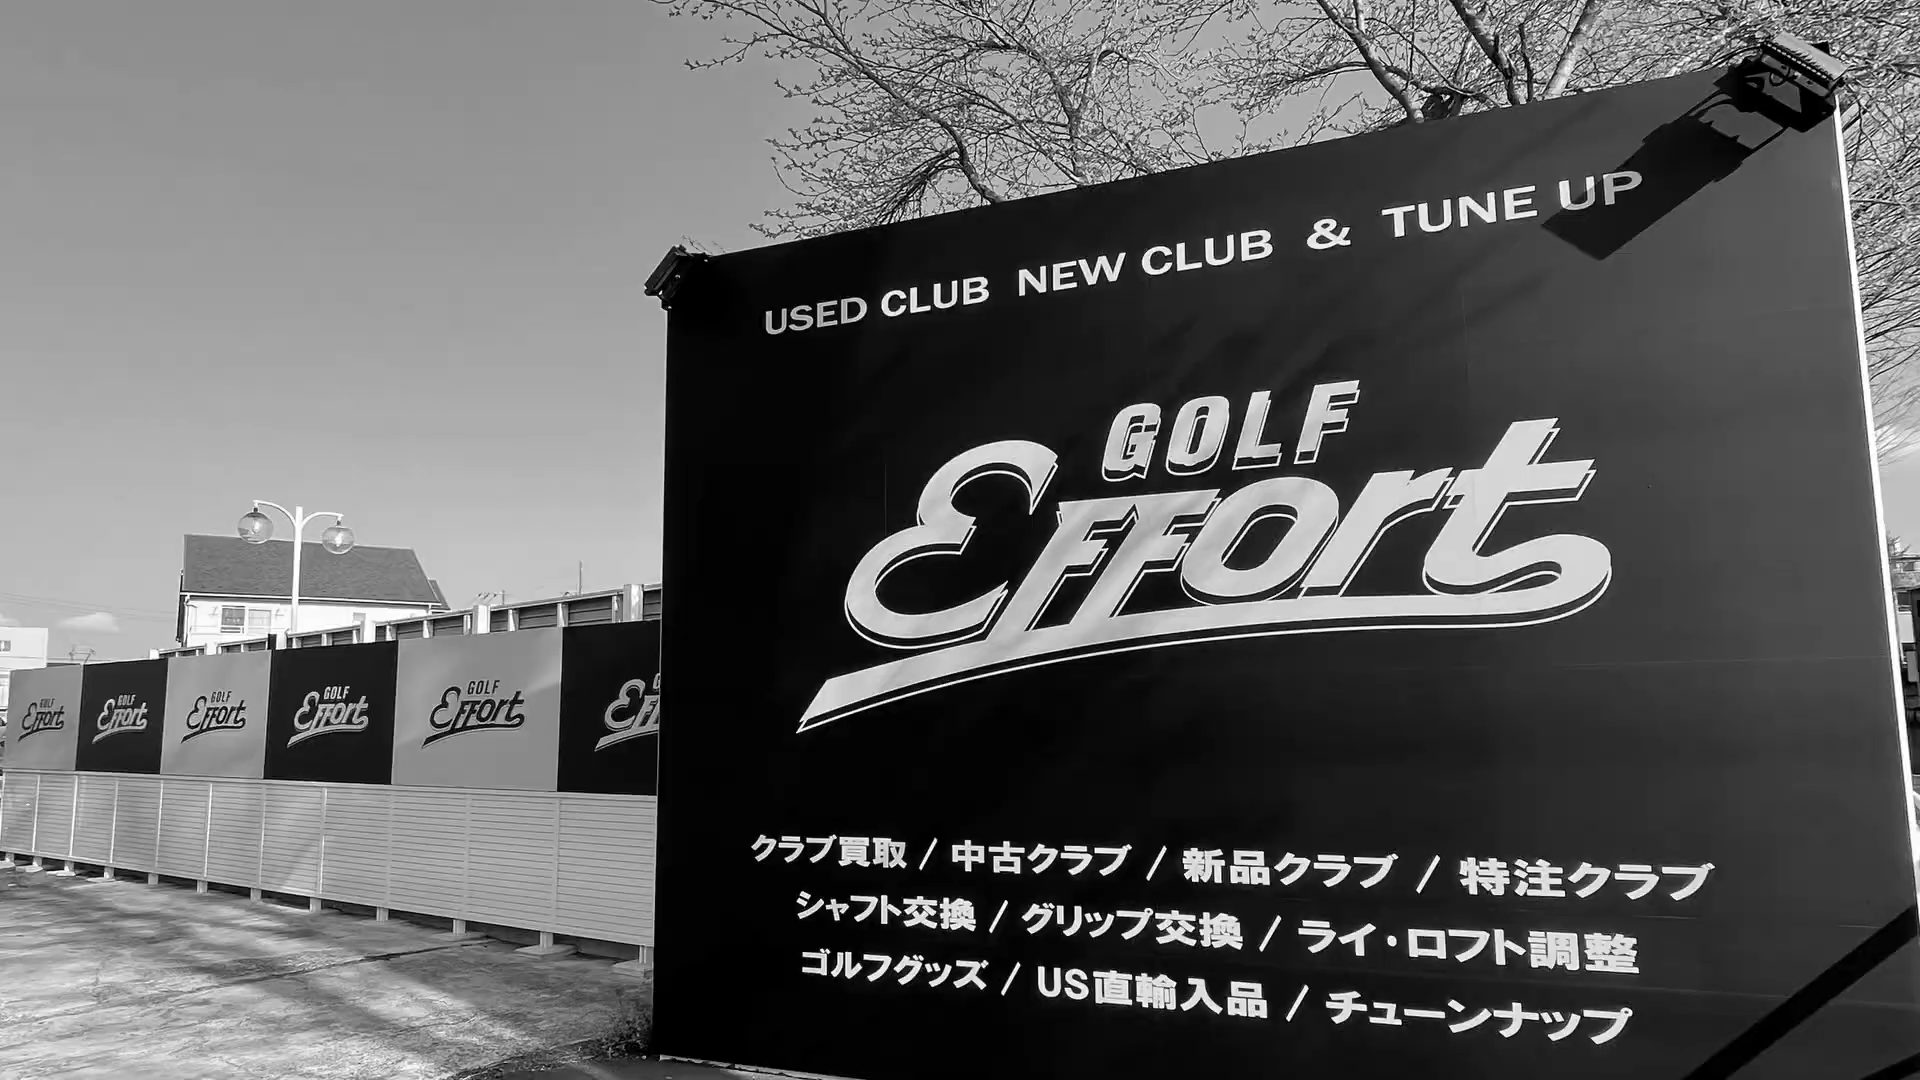 USED CLUB NEW CLUB & TUNE UP
GOLF
Effort
クラブ買取 / 中古クラブ / 新品クラブ / 特注クラブ
シャフト交換 / グリップ交換 / ライ・ロフト調整
ゴルフグッズ / US直輸入品 / チューンナップ
GOLF
Effort
GOLF
Effort
GOLF
Effort
GOLF
Effort
GOLF
Effort